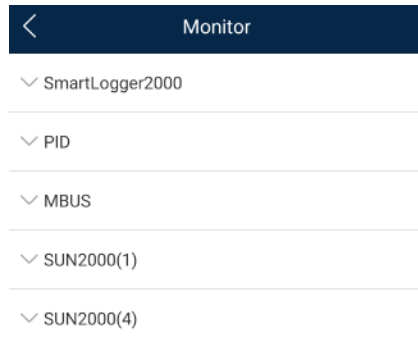 Monitor
SmartLogger2000
PID
MBUS
SUN2000(1)
SUN2000(4)